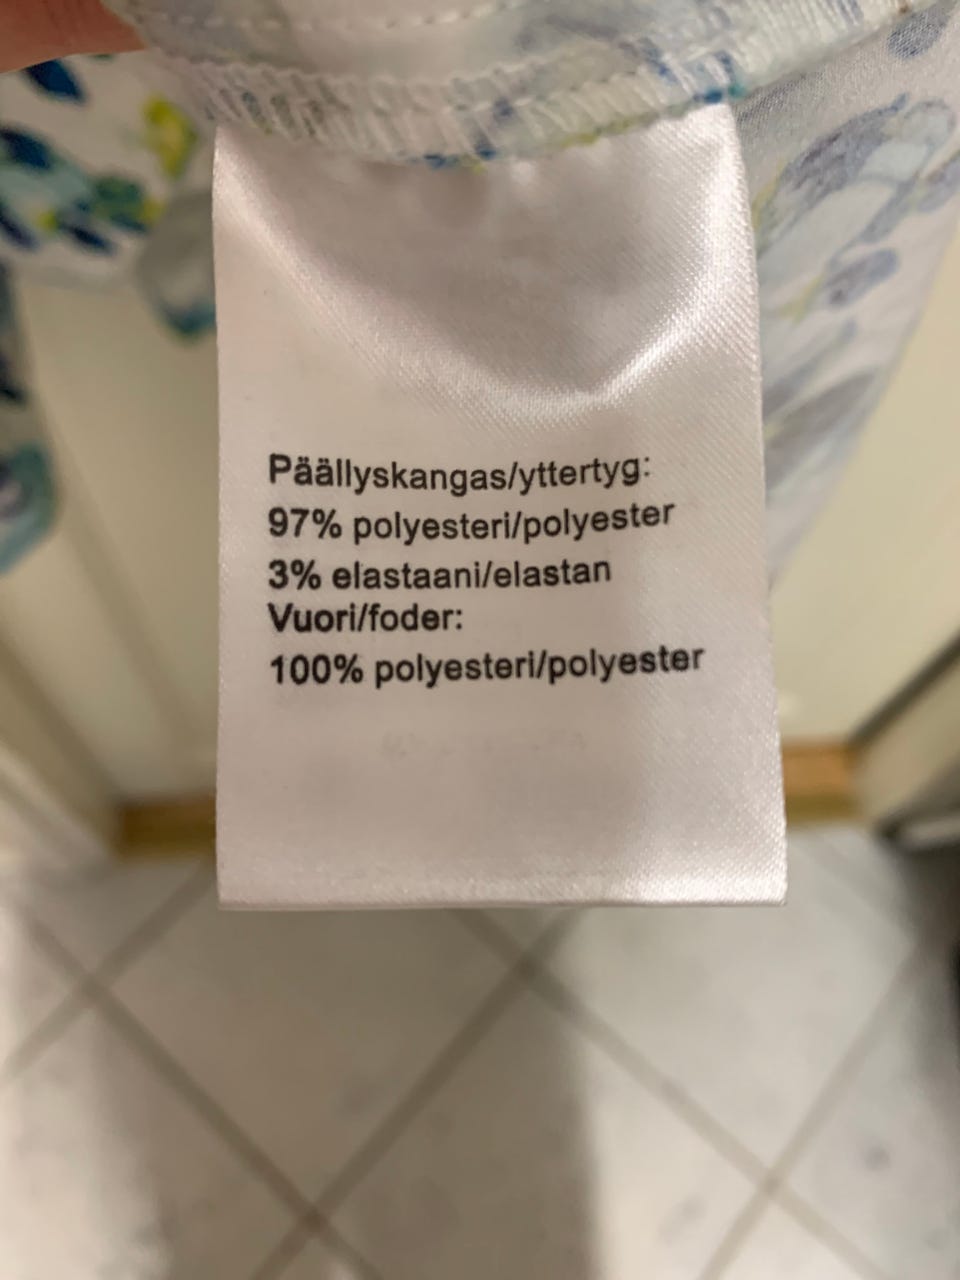 Päällyskangas/yttertyg:
97% polyesteri/polyester
3% elastaani/elastan
Vuori/foder:
100% polyesteri/polyester